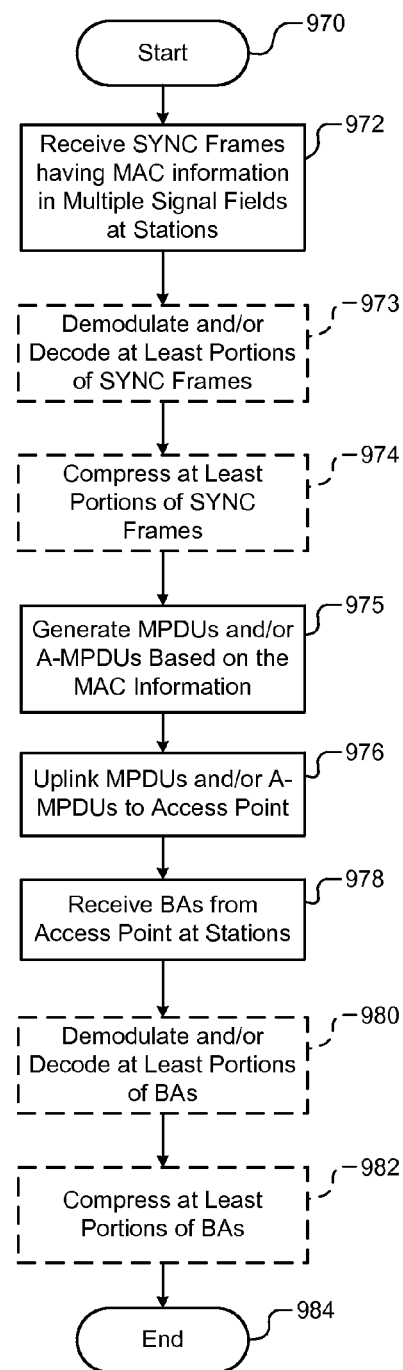 Start
970
Receive SYNC Frames
having MAC information
in Multiple Signal Fields
at Stations
972
Demodulate and/or
Decode at Least Portions
of SYNC Frames
973
Compress at Least
Portions of SYNC
Frames
974
Generate MPDUs and/or
A-MPDUs Based on the
MAC Information
975
Uplink MPDUs and/or A-
MPDUs to Access Point
976
Receive BAs from
Access Point at Stations
978
Demodulate and/or
Decode at Least Portions
of BAs
980
Compress at Least
Portions of BAs
982
End
984